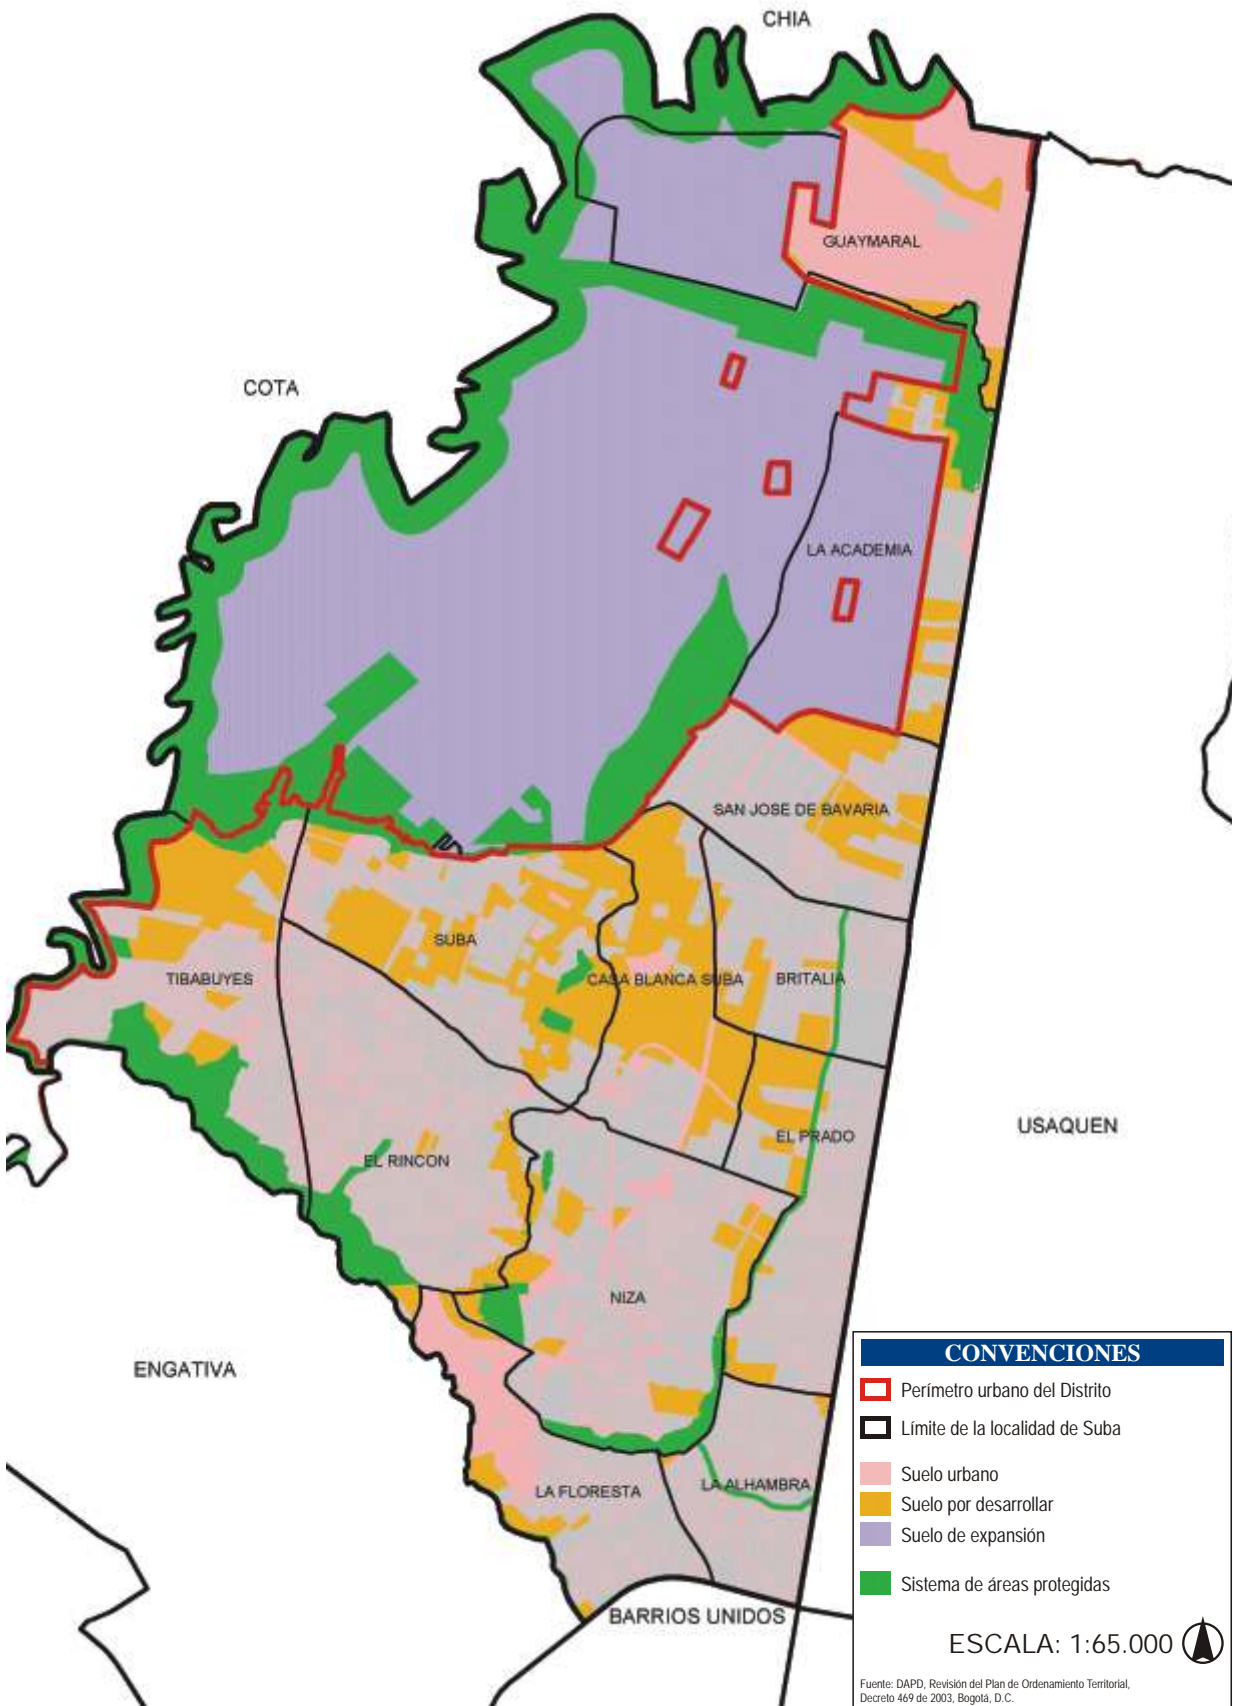 CHIA
GUAYMARAL
COTA
LA ACADEMIA
SAN JOSE DE BAVARIA
SUBA
TIBABUYES
CASA BLANCA SUBA
BRITALIA
USAQUEN
EL PRADO
EL RINCON
NIZA
ENGATIVA
LA FLORESTA
LA ALHAMBRA
BARRIOS UNIDOS
CONVENCIONES
Perímetro urbano del Distrito
Límite de la localidad de Suba
Suelo urbano
Suelo por desarrollar
Suelo de expansión
Sistema de áreas protegidas
ESCALA: 1:65.000
Fuente: DAPD, Revisión del Plan de Ordenamiento Territorial,
Decreto 469 de 2003, Bogotá, D.C.